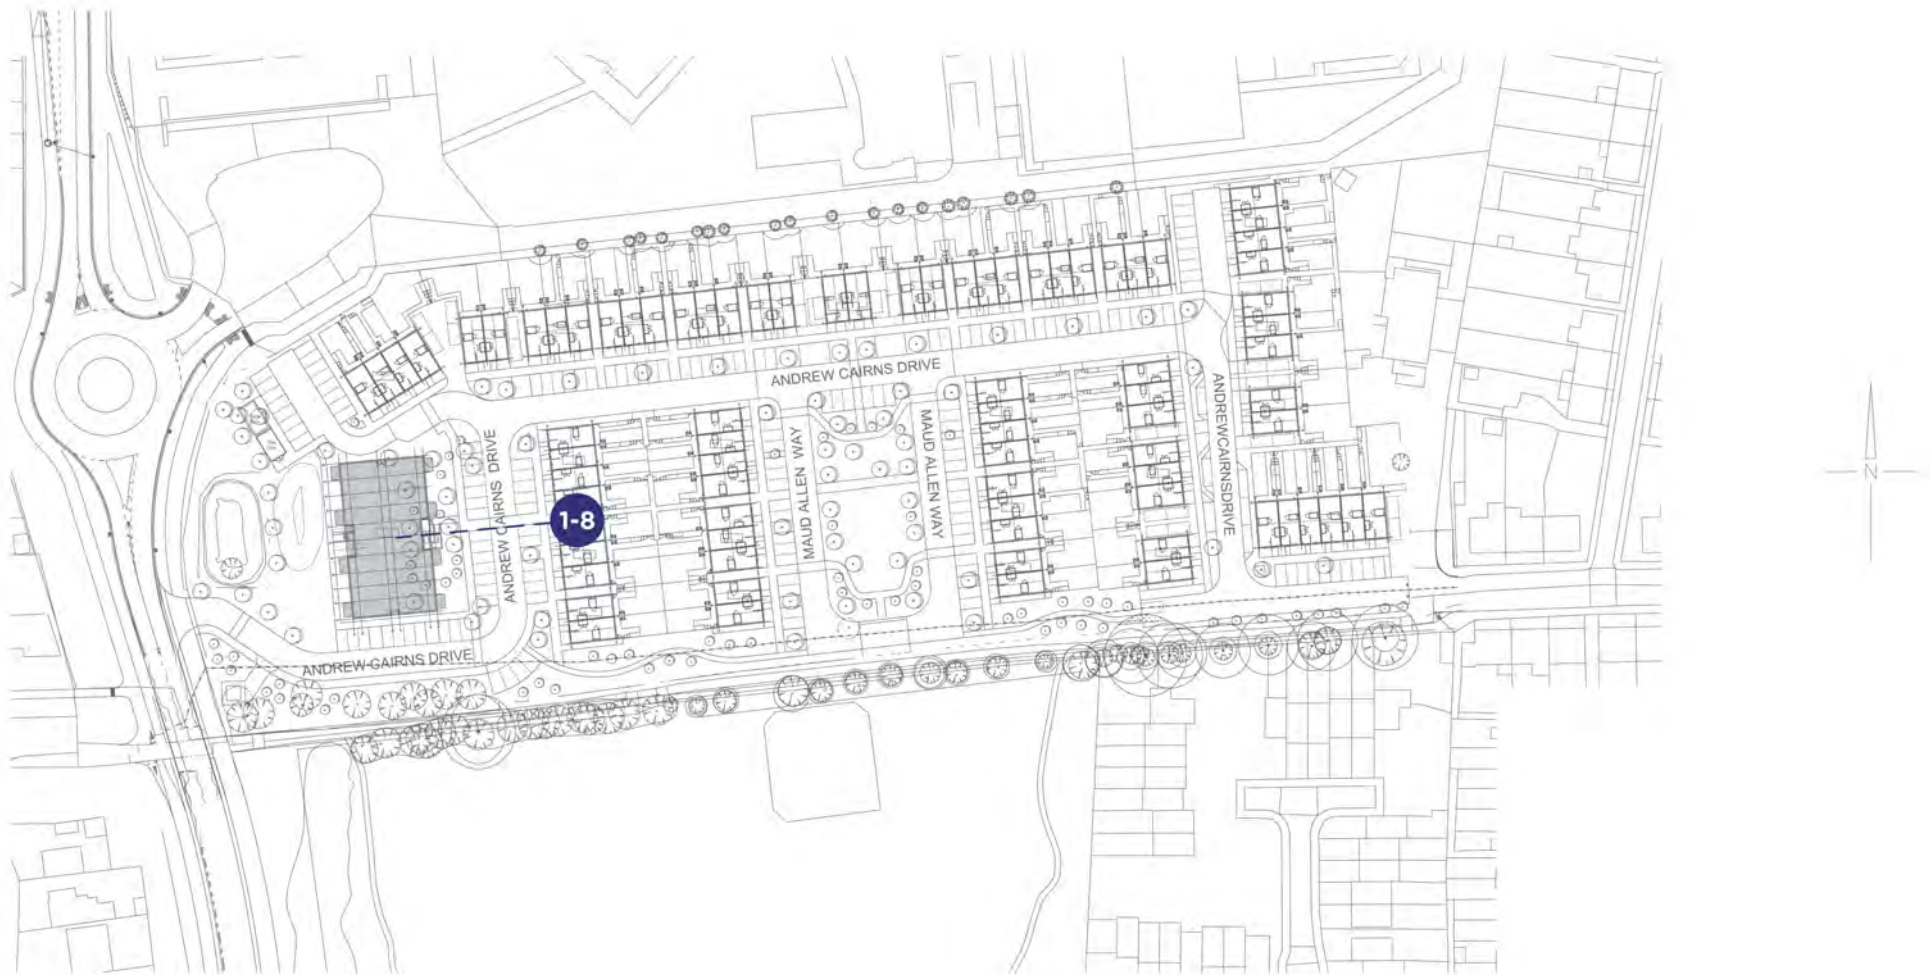 ANDREW CAIRNS DRIVE
ANDREW CAIRNS DRIVE
MAUD ALLEN WAY
MAUD ALLEN WAY
ANDREWCAIRNSDRIVE
1-8
N
ANDREW-CAIRNS DRIVE